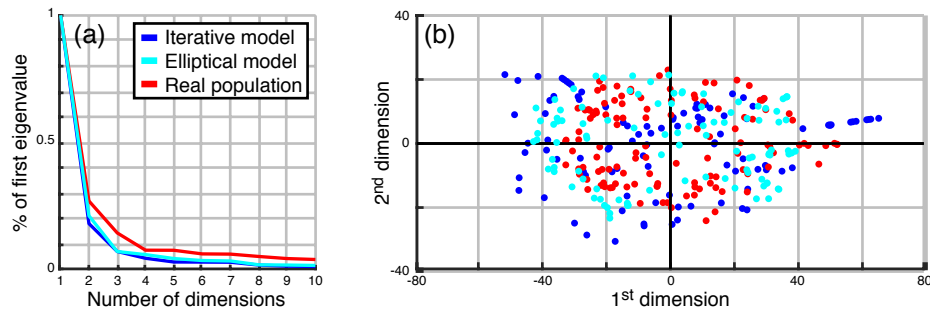 (a)
Iterative model
Elliptical model
Real population
% of first eigenvalue
1
0.5
0
1 2 3 4 5 6 7 8 9 10
Number of dimensions
(b)
2nd dimension
40
0
-40
-80 -40 0 40 80
1st dimension